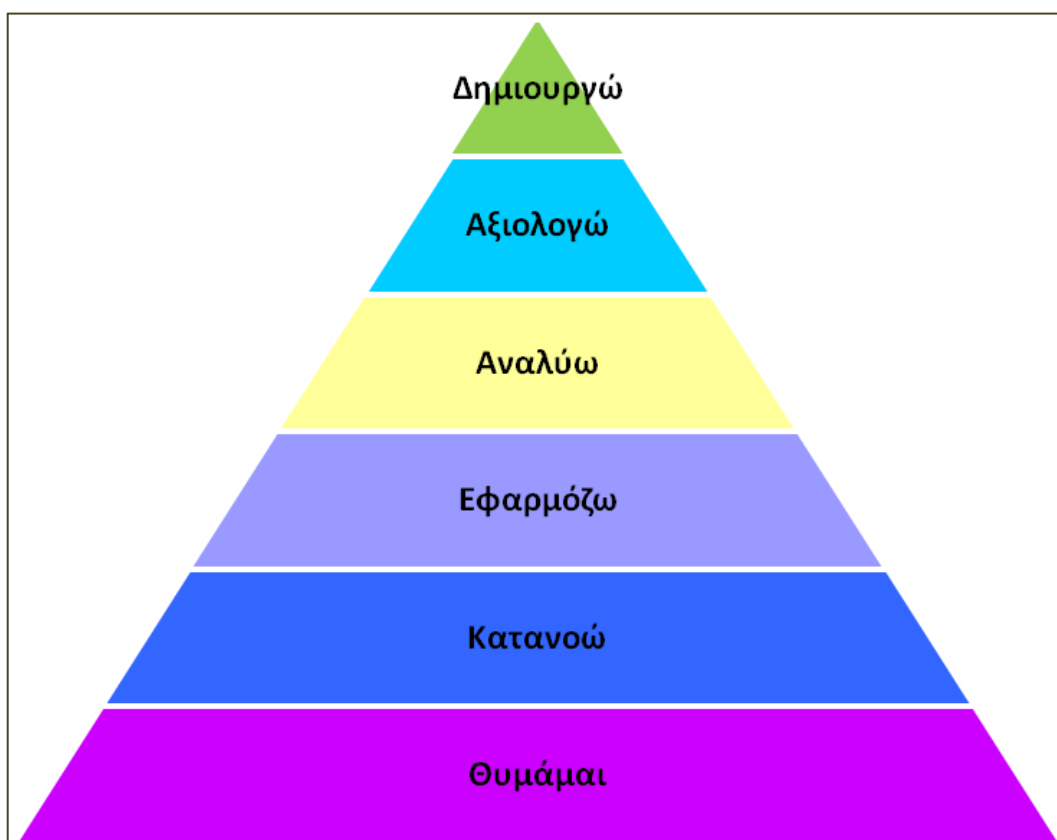 Δημιουργώ
Αξιολογώ
Αναλύω
Εφαρμόζω
Κατανοώ
Θυμάμαι